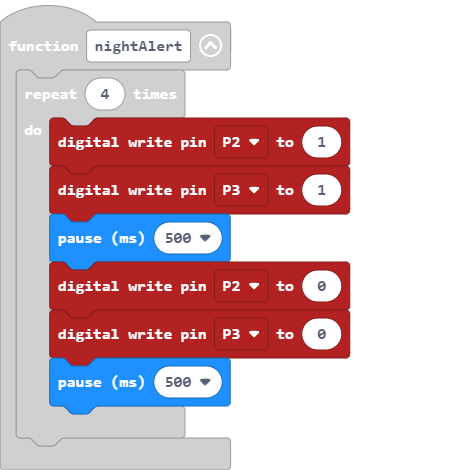 function nightAlert
repeat 4 times
do
digital write pin P2 to 1
digital write pin P3 to 1
pause (ms) 500
digital write pin P2 to 0
digital write pin P3 to 0
pause (ms) 500